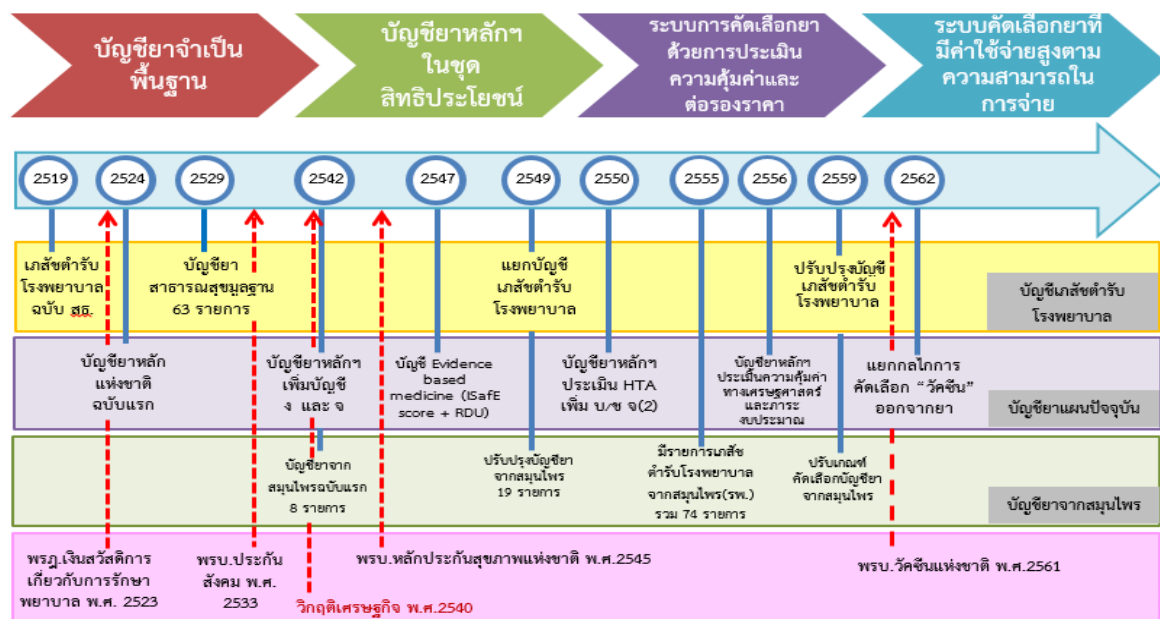 บัญชียาจำเป็น
พื้นฐาน
บัญชียาหลักฯ
ในชุด
สิทธิประโยชน์
ระบบการคัดเลือกยา
ด้วยการประเมิน
ความคุ้มค่าและ
ต่อรองราคา
ระบบคัดเลือกยาที่
มีค่าใช้จ่ายสูงตาม
ความสามารถใน
การจ่าย
2519
2524
2529
2542
2547
2549
2550
2555
2556
2559
2562
เภสัชตำรับ
โรงพยาบาล
ฉบับ สธ.
บัญชียา
สาธารณสุขมูลฐาน
63 รายการ
แยกบัญชี
เภสัชตำรับ
โรงพยาบาล
ปรับปรุงบัญชี
เภสัชตำรับ
โรงพยาบาล
บัญชีเภสัชตำรับ
โรงพยาบาล
บัญชียาหลัก
แห่งชาติ
ฉบับแรก
บัญชียาหลักฯ
เพิ่มบัญชี
ง และ จ
บัญชี Evidence
based
medicine (ISafE
score + RDU)
บัญชียาหลักฯ
ประเมิน HTA
เพิ่ม บ/ช จ(2)
บัญชียาหลักฯ
ประเมินความคุ้มค่า
ทางเศรษฐศาสตร์
และภาระ
งบประมาณ
แยกกลไกการ
คัดเลือก “วัคซีน”
ออกจากยา
บัญชียาแผนปัจจุบัน
บัญชียาจาก
สมุนไพรฉบับแรก
8 รายการ
ปรับปรุงบัญชียา
จากสมุนไพร
19 รายการ
มีรายการเภสัช
ตำรับโรงพยาบาล
จากสมุนไพร(รพ.)
รวม 74 รายการ
ปรับเกณฑ์
คัดเลือกบัญชียา
จากสมุนไพร
บัญชียาจากสมุนไพร
พรฎ.เงินสวัสดิการ
เกี่ยวกับการรักษา
พยาบาล พ.ศ. 2523
พรบ.ประกัน
สังคม พ.ศ.
2533
วิกฤติเศรษฐกิจ พ.ศ.2540
พรบ.หลักประกันสุขภาพแห่งชาติ พ.ศ.2545
พรบ.วัคซีนแห่งชาติ พ.ศ.2561